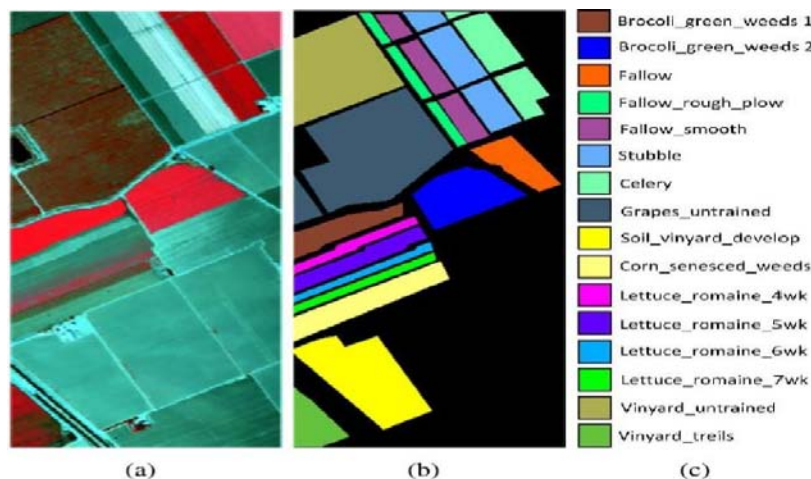 Brocoli_green_weeds 1
Brocoli_green_weeds 2
Fallow
Fallow_rough_plow
Fallow_smooth
Stubble
Celery
Grapes_untrained
Soil_vinyard_develop
Corn_senesced_weeds
Lettuce_romaine_4wk
Lettuce_romaine_5wk
Lettuce_romaine_6wk
Lettuce_romaine_7wk
Vinyard_untrained
Vinyard_treils
(a) (b) (c)